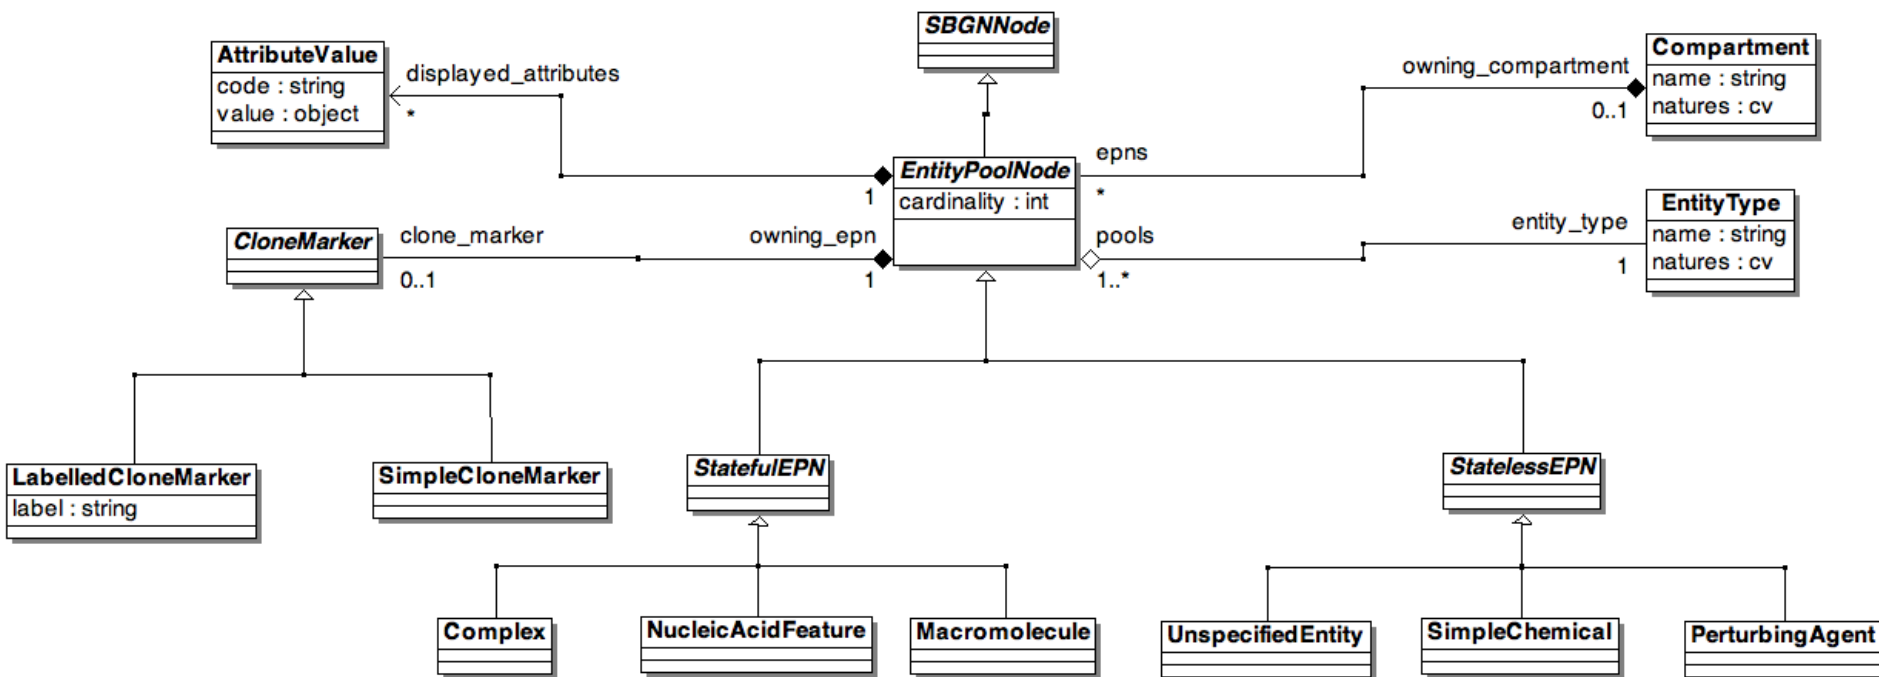 SBGNNode
AttributeValue
code : string
value : object
displayed_attributes
*
1
owning_compartment
0..1
Compartment
name : string
natures : cv
EntityPoolNode
cardinality : int
epns
*
EntityType
name : string
natures : cv
entity_type
1
pools
1..*
CloneMarker
clone_marker
0..1
owning_epn
1
LabelledCloneMarker
label : string
SimpleCloneMarker
StatefulEPN
StatelessEPN
Complex
NucleicAcidFeature
Macromolecule
UnspecifiedEntity
SimpleChemical
PerturbingAgent